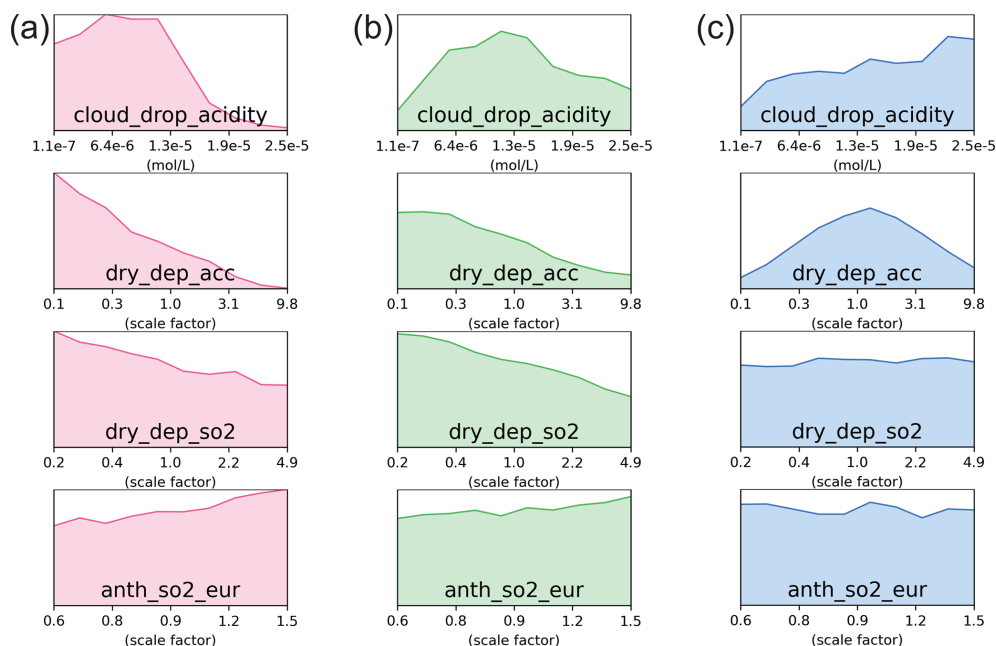 (a) (b) (c)
cloud_drop_acidity cloud_drop_acidity cloud_drop_acidity
1.1e-7 6.4e-6 1.3e-5 1.9e-5 2.5e-5 1.1e-7 6.4e-6 1.3e-5 1.9e-5 2.5e-5 1.1e-7 6.4e-6 1.3e-5 1.9e-5 2.5e-5
(mol/L) (mol/L) (mol/L)
dry_dep_acc dry_dep_acc dry_dep_acc
0.1 0.3 1.0 3.1 9.8 0.1 0.3 1.0 3.1 9.8 0.1 0.3 1.0 3.1 9.8
(scale factor) (scale factor) (scale factor)
dry_dep_so2 dry_dep_so2 dry_dep_so2
0.2 0.4 1.0 2.2 4.9 0.2 0.4 1.0 2.2 4.9 0.2 0.4 1.0 2.2 4.9
(scale factor) (scale factor) (scale factor)
anth_so2_eur anth_so2_eur anth_so2_eur
0.6 0.8 0.9 1.2 1.5 0.6 0.8 0.9 1.2 1.5 0.6 0.8 0.9 1.2 1.5
(scale factor) (scale factor) (scale factor)